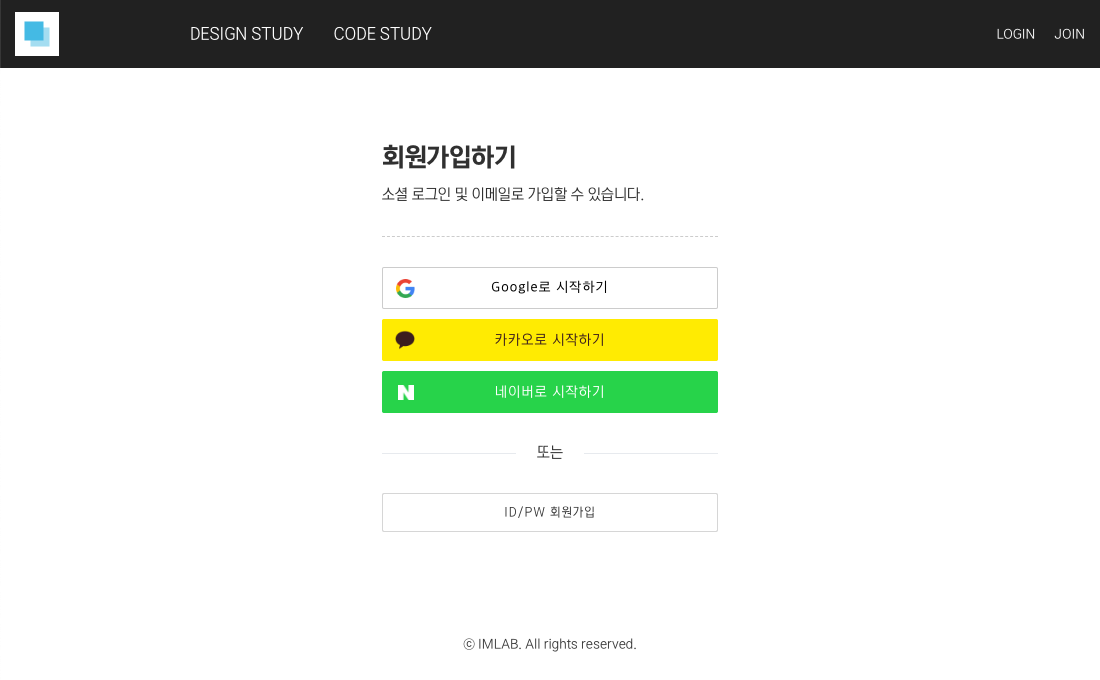 DESIGN STUDY CODE STUDY LOGIN JOIN
회원가입하기
소셜 로그인 및 이메일로 가입할 수 있습니다.
Google로 시작하기
카카오로 시작하기
네이버로 시작하기
또는
ID/PW 회원가입
ⓒ IMLAB. All rights reserved.